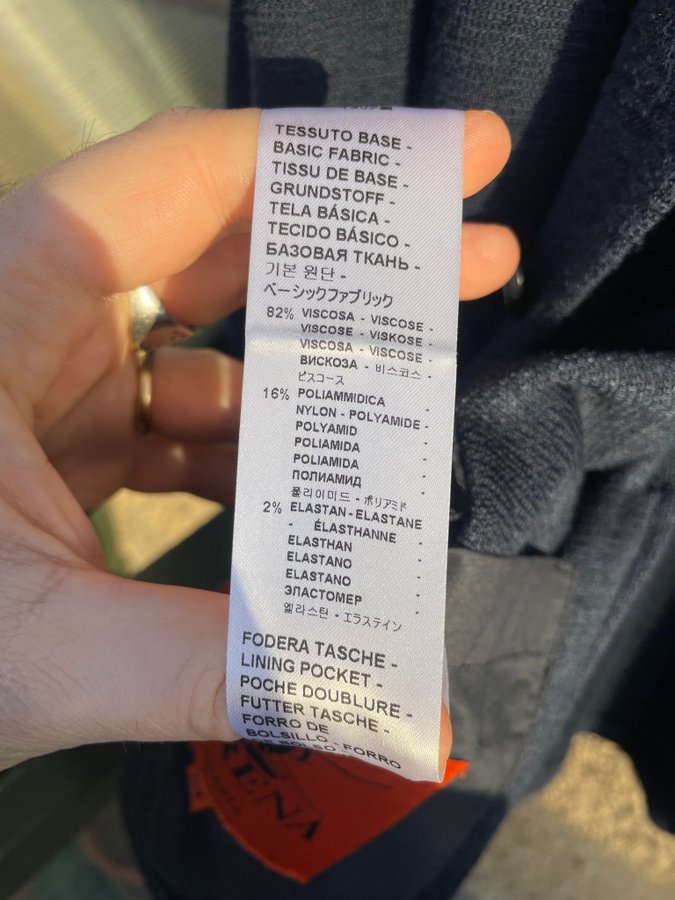 TESSUTO BASE -
BASIC FABRIC -
TISSU DE BASE -
GRUNDSTOFF -
TELA BÁSICA -
TECIDO BÁSICO -
БАЗОВАЯ ТКАНЬ -
기본 원단 -
ベーシックファブリック
82% VISCOSA - VISCOSE -
VISCOSE - VISKOSE -
VISCOSA - VISCOSE -
ВИСКОЗА - 비스코스 -
ビスコース
16% POLIAMMIDICA -
NYLON - POLYAMIDE -
POLYAMID -
POLIAMIDA -
POLIAMIDA -
ПОЛИАМИД -
폴리아미드 - ポリアミド
2% ELASTAN - ELASTANE
- ÉLASTHANNE -
ELASTHAN -
ELASTANO -
ELASTANO -
ЭЛАСТОМЕР -
엘라스틴 - エラステイン
FODERA TASCHE -
LINING POCKET -
POCHE DOUBLURE -
FUTTER TASCHE -
FORRO DE
BOLSILLO - FORRO
BOLSO - FORRO
RENA